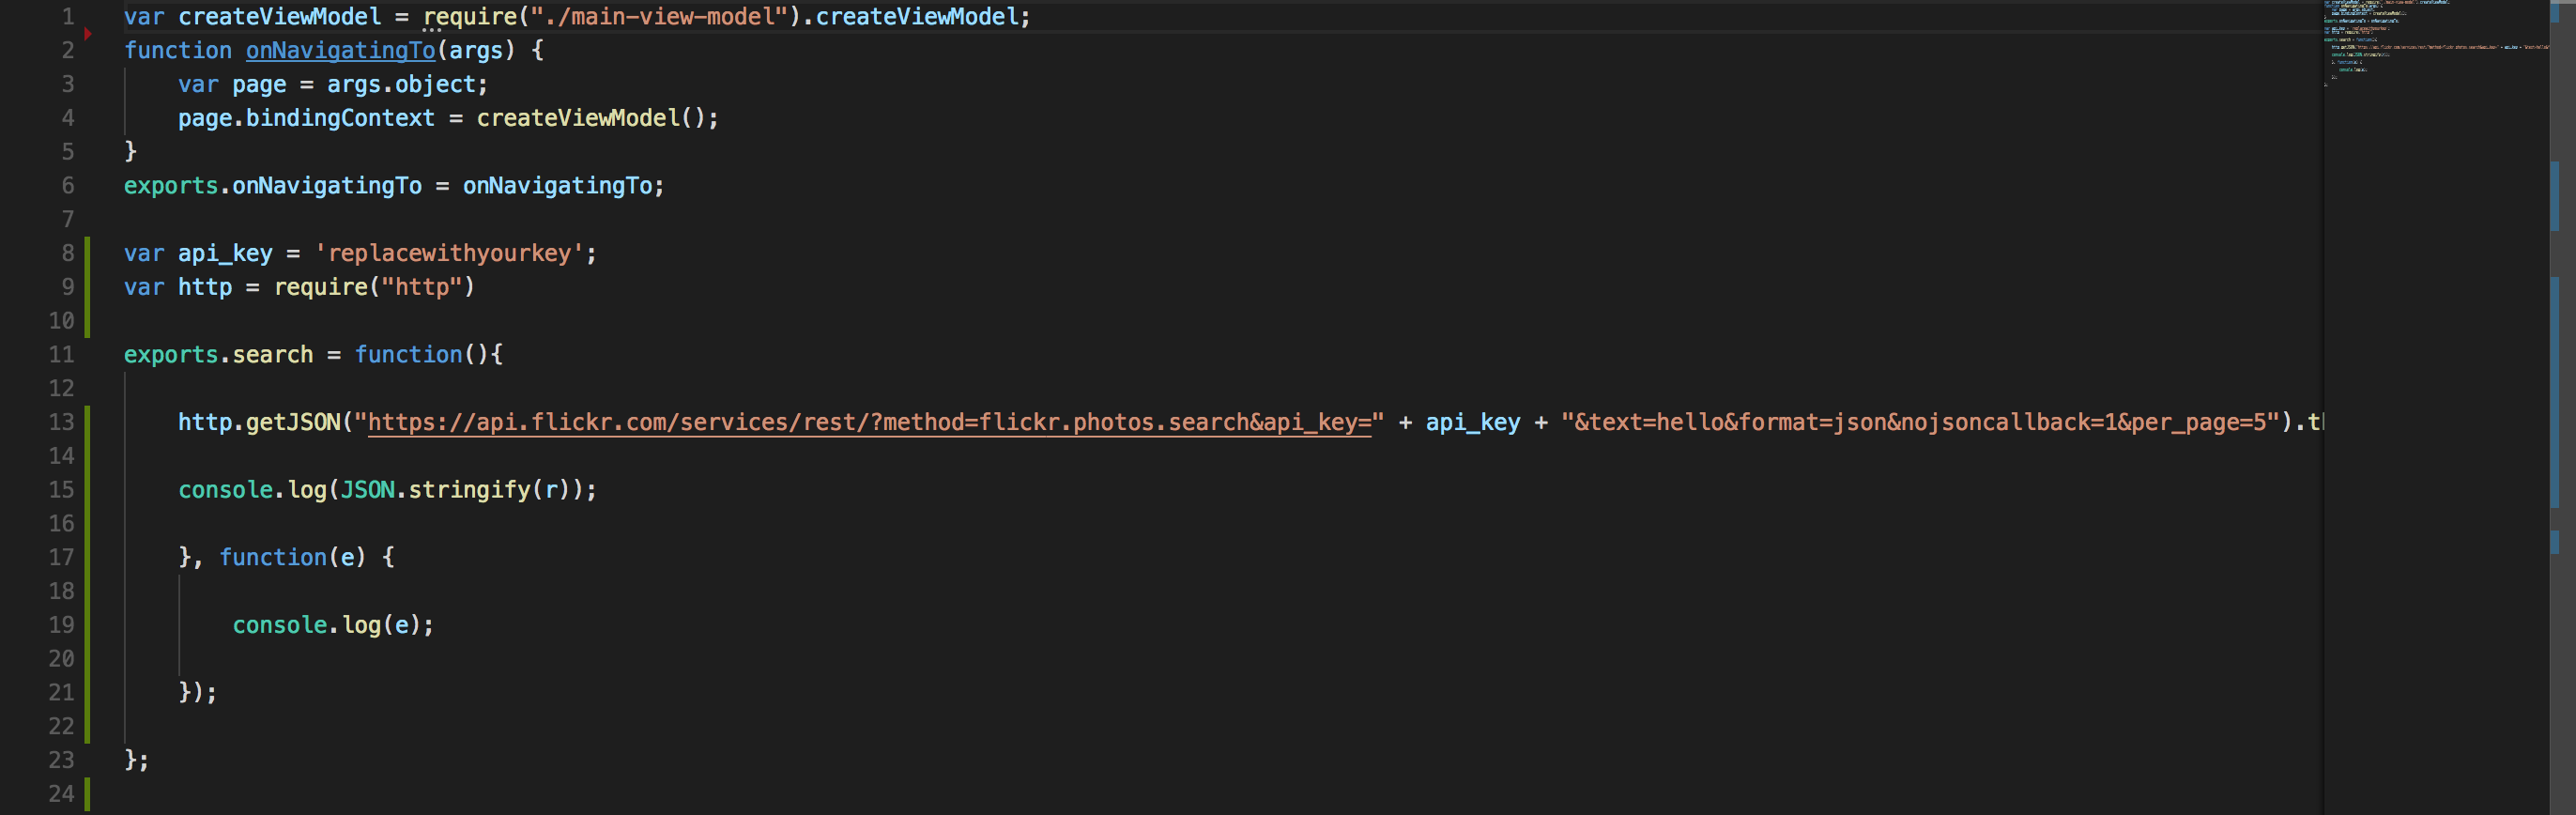 1 var createViewModel = require("./main-view-model").createViewModel;
2 function onNavigatingTo(args) {
3     var page = args.object;
4     page.bindingContext = createViewModel();
5 }
6 exports.onNavigatingTo = onNavigatingTo;
7
8 var api_key = 'replacewithyourkey';
9 var http = require("http")
10
11 exports.search = function(){
12
13     http.getJSON("https://api.flickr.com/services/rest/?method=flickr.photos.search&api_key=" + api_key + "&text=hello&format=json&nojsoncallback=1&per_page=5").t
14
15     console.log(JSON.stringify(r));
16
17     }, function(e) {
18
19         console.log(e);
20
21     });
22
23 };
24